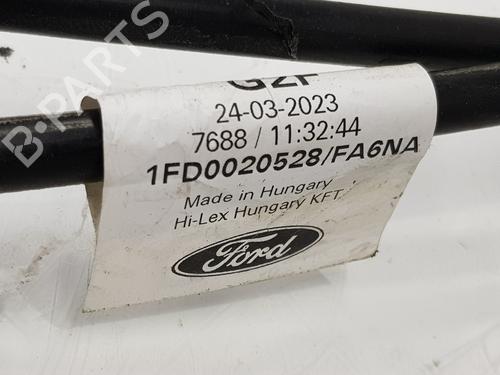 G2F
24-03-2023
7688 / 11:32:44
1FD0020528/FA6NA
Made in Hungary
Hi-Lex Hungary KFT
Ford
B-PARTS